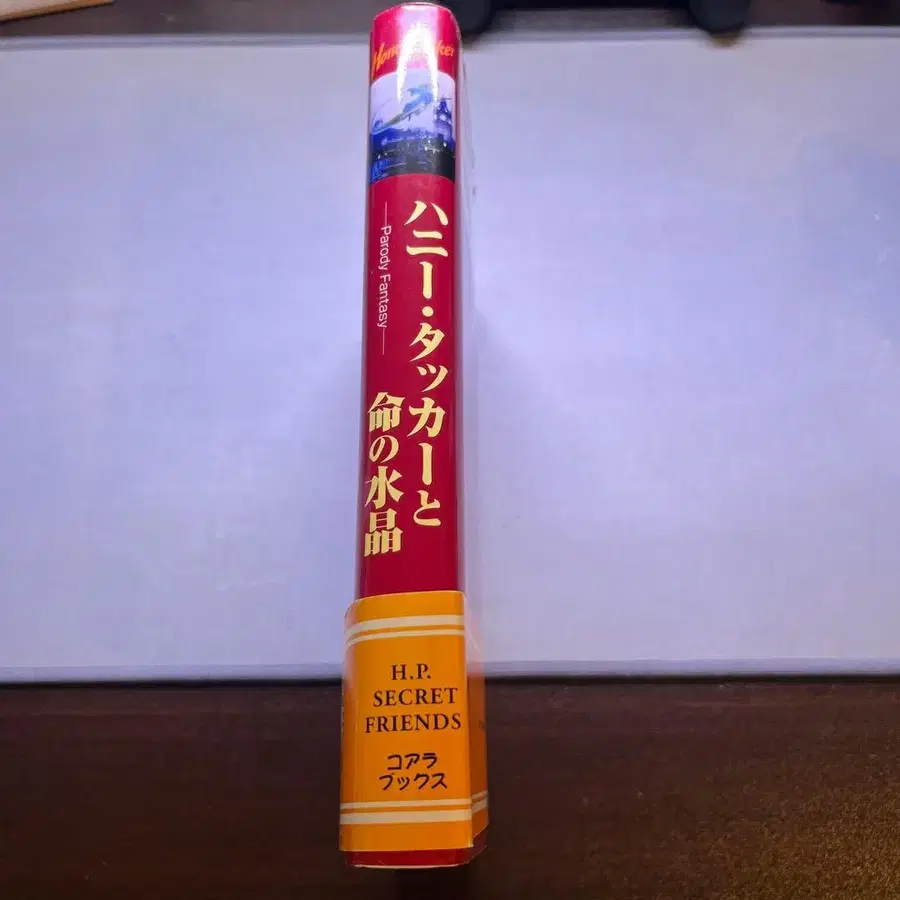 ハニー・タッカーと
命の水晶
—Parody Fantasy—
H.P.
SECRET
FRIENDS
コアラ
ブックス